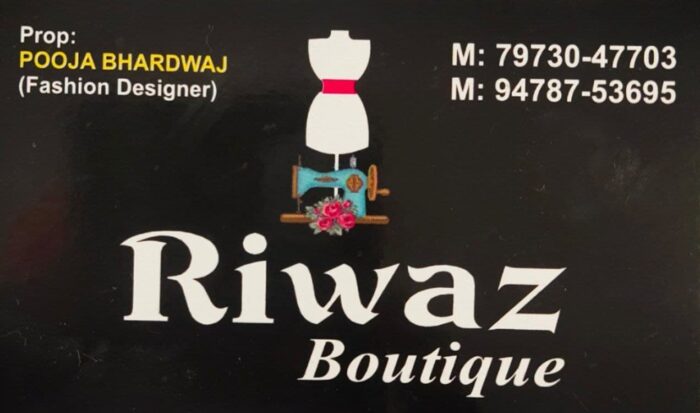 Prop:
POOJA BHARDWAJ
(Fashion Designer)
M: 79730-47703
M: 94787-53695
Riwaz
Boutique